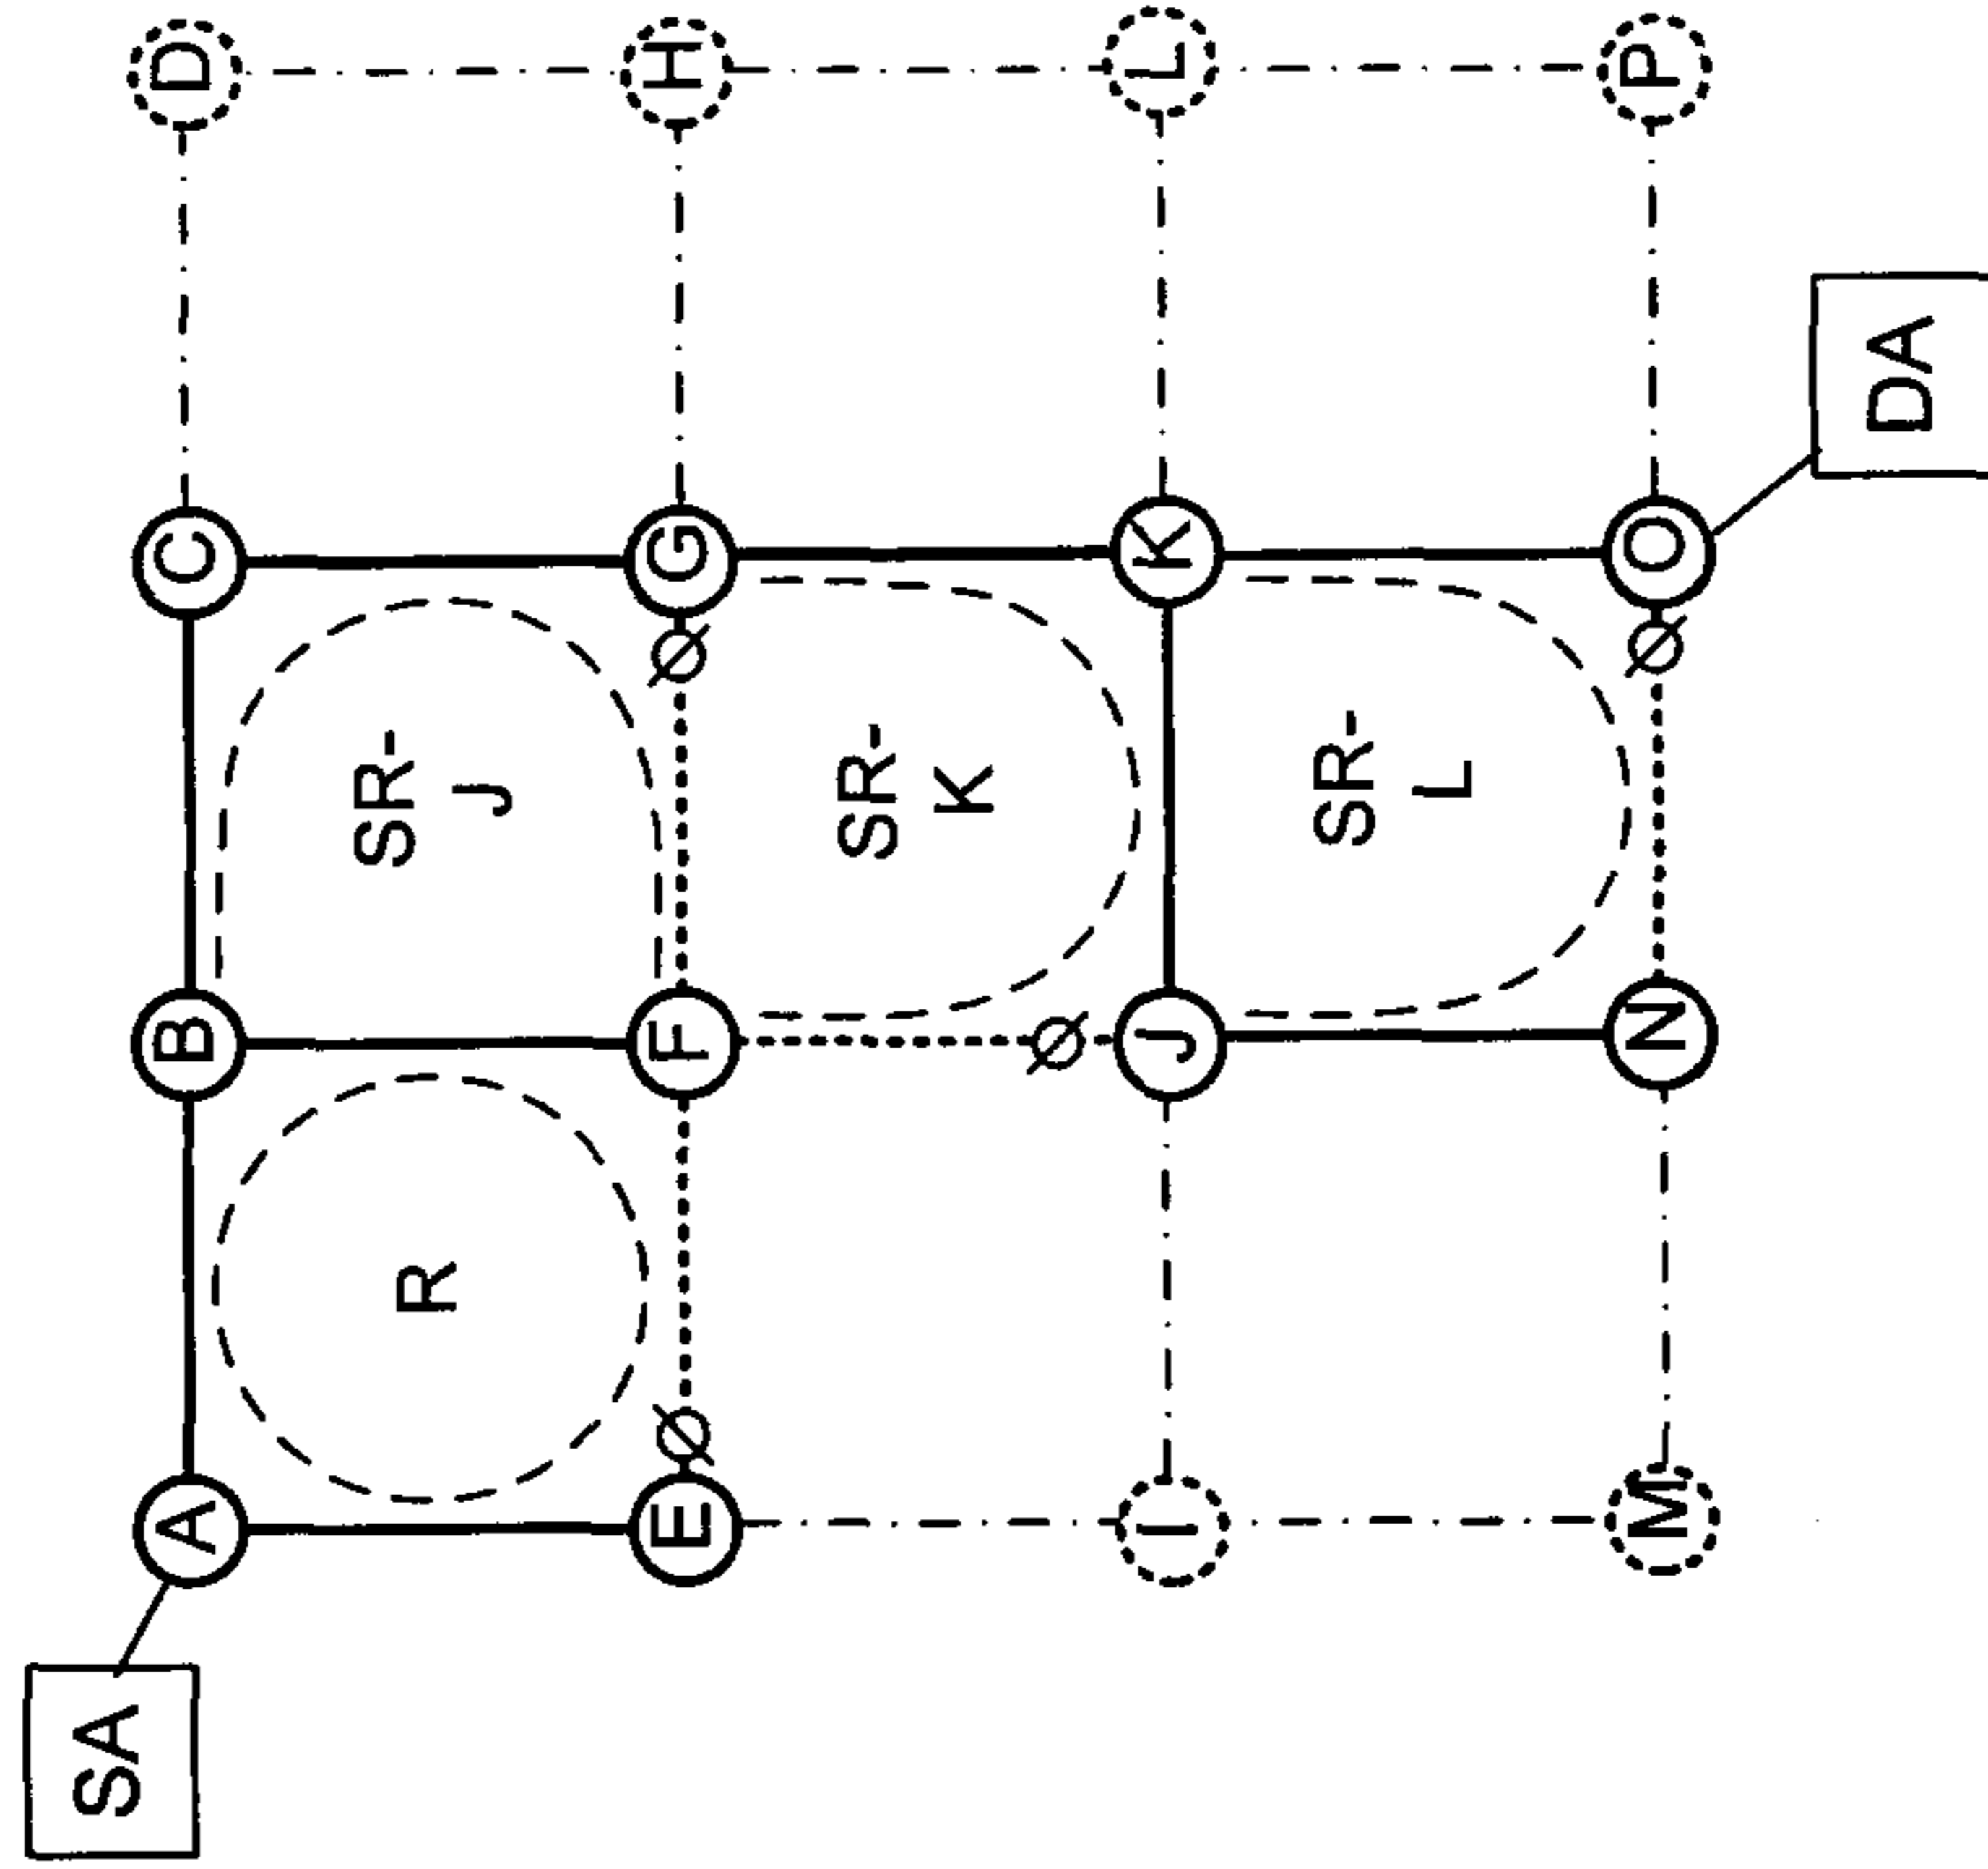 SA
A B C D
SR-
J
R
E Ø F Ø G H
SR-
K
Ø
I J K L
SR-
L
M N Ø O P
DA